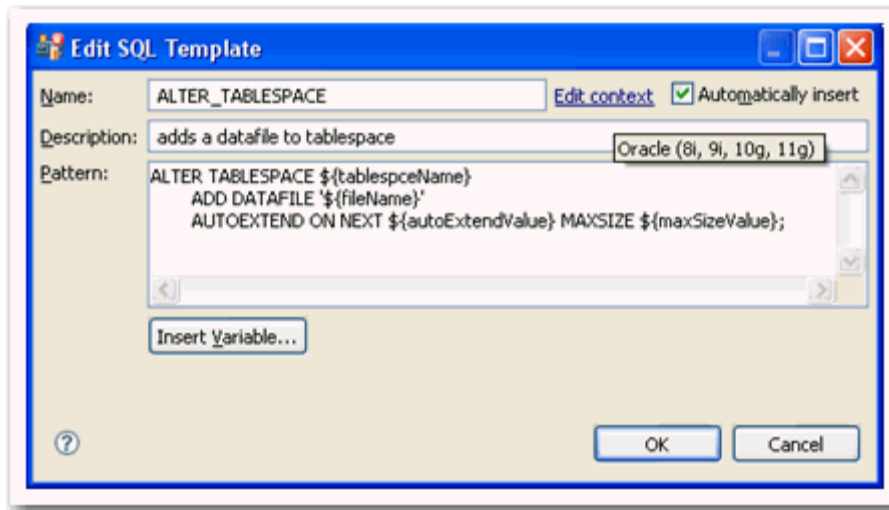 Edit SQL Template
Name: ALTER_TABLESPACE Edit context Automatically insert
Description: adds a datafile to tablespace
Oracle (8i, 9i, 10g, 11g)
Pattern: ALTER TABLESPACE ${tablespceName}
ADD DATAFILE '${fileName}'
AUTOEXTEND ON NEXT ${autoExtendValue} MAXSIZE ${maxSizeValue};
Insert Variable...
? OK Cancel